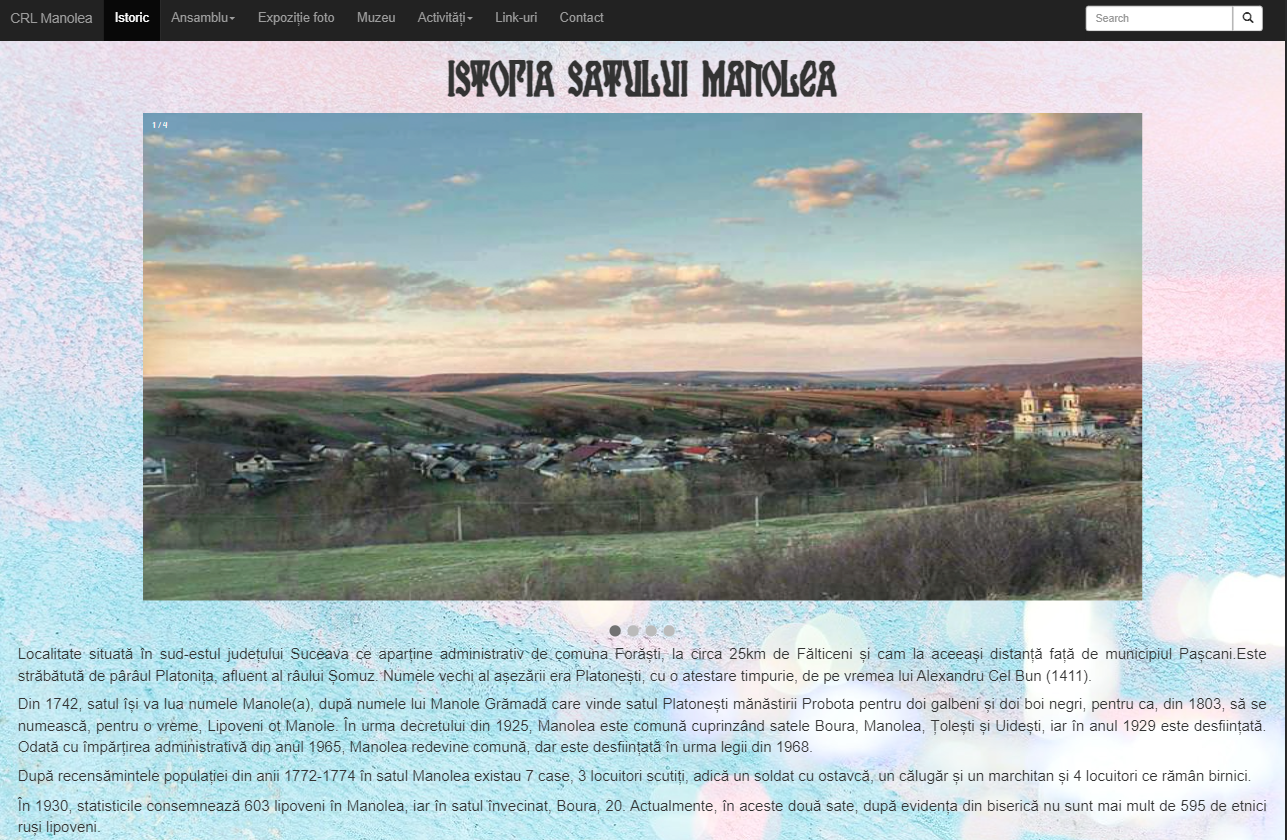 CRL Manolea Istoric Ansamblu Expoziție foto Muzeu Activități Link-uri Contact Search
ISTORIA SATULUI MANOLEA
1 / 4
Localitate situată în sud-estul județului Suceava ce aparține administrativ de comuna Forăști, la circa 25km de Fălticeni și cam la aceeași distanță față de municipiul Pașcani.Este
străbătută de pârâul Platonița, afluent al râului Șomuz. Numele vechi al așezării era Platonești, cu o atestare timpurie, de pe vremea lui Alexandru Cel Bun (1411).
Din 1742, satul își va lua numele Manole(a), după numele lui Manole Grămadă care vinde satul Platonești mănăstirii Probota pentru doi galbeni și doi boi negri, pentru ca, din 1803, să se
numească, pentru o vreme, Lipoveni ot Manole. În urma decretului din 1925, Manolea este comună cuprinzând satele Boura, Manolea, Țolești și Uidești, iar în anul 1929 este desființată.
Odată cu împărțirea administrativă din anul 1965, Manolea redevine comună, dar este desființată în urma legii din 1968.
După recensămintele populației din anii 1772-1774 în satul Manolea existau 7 case, 3 locuitori scutiți, adică un soldat cu ostavcă, un călugăr și un marchitan și 4 locuitori ce rămân birnici.
În 1930, statisticile consemnează 603 lipoveni în Manolea, iar în satul învecinat, Boura, 20. Actualmente, în aceste două sate, după evidența din biserică nu sunt mai mult de 595 de etnici
ruși lipoveni.